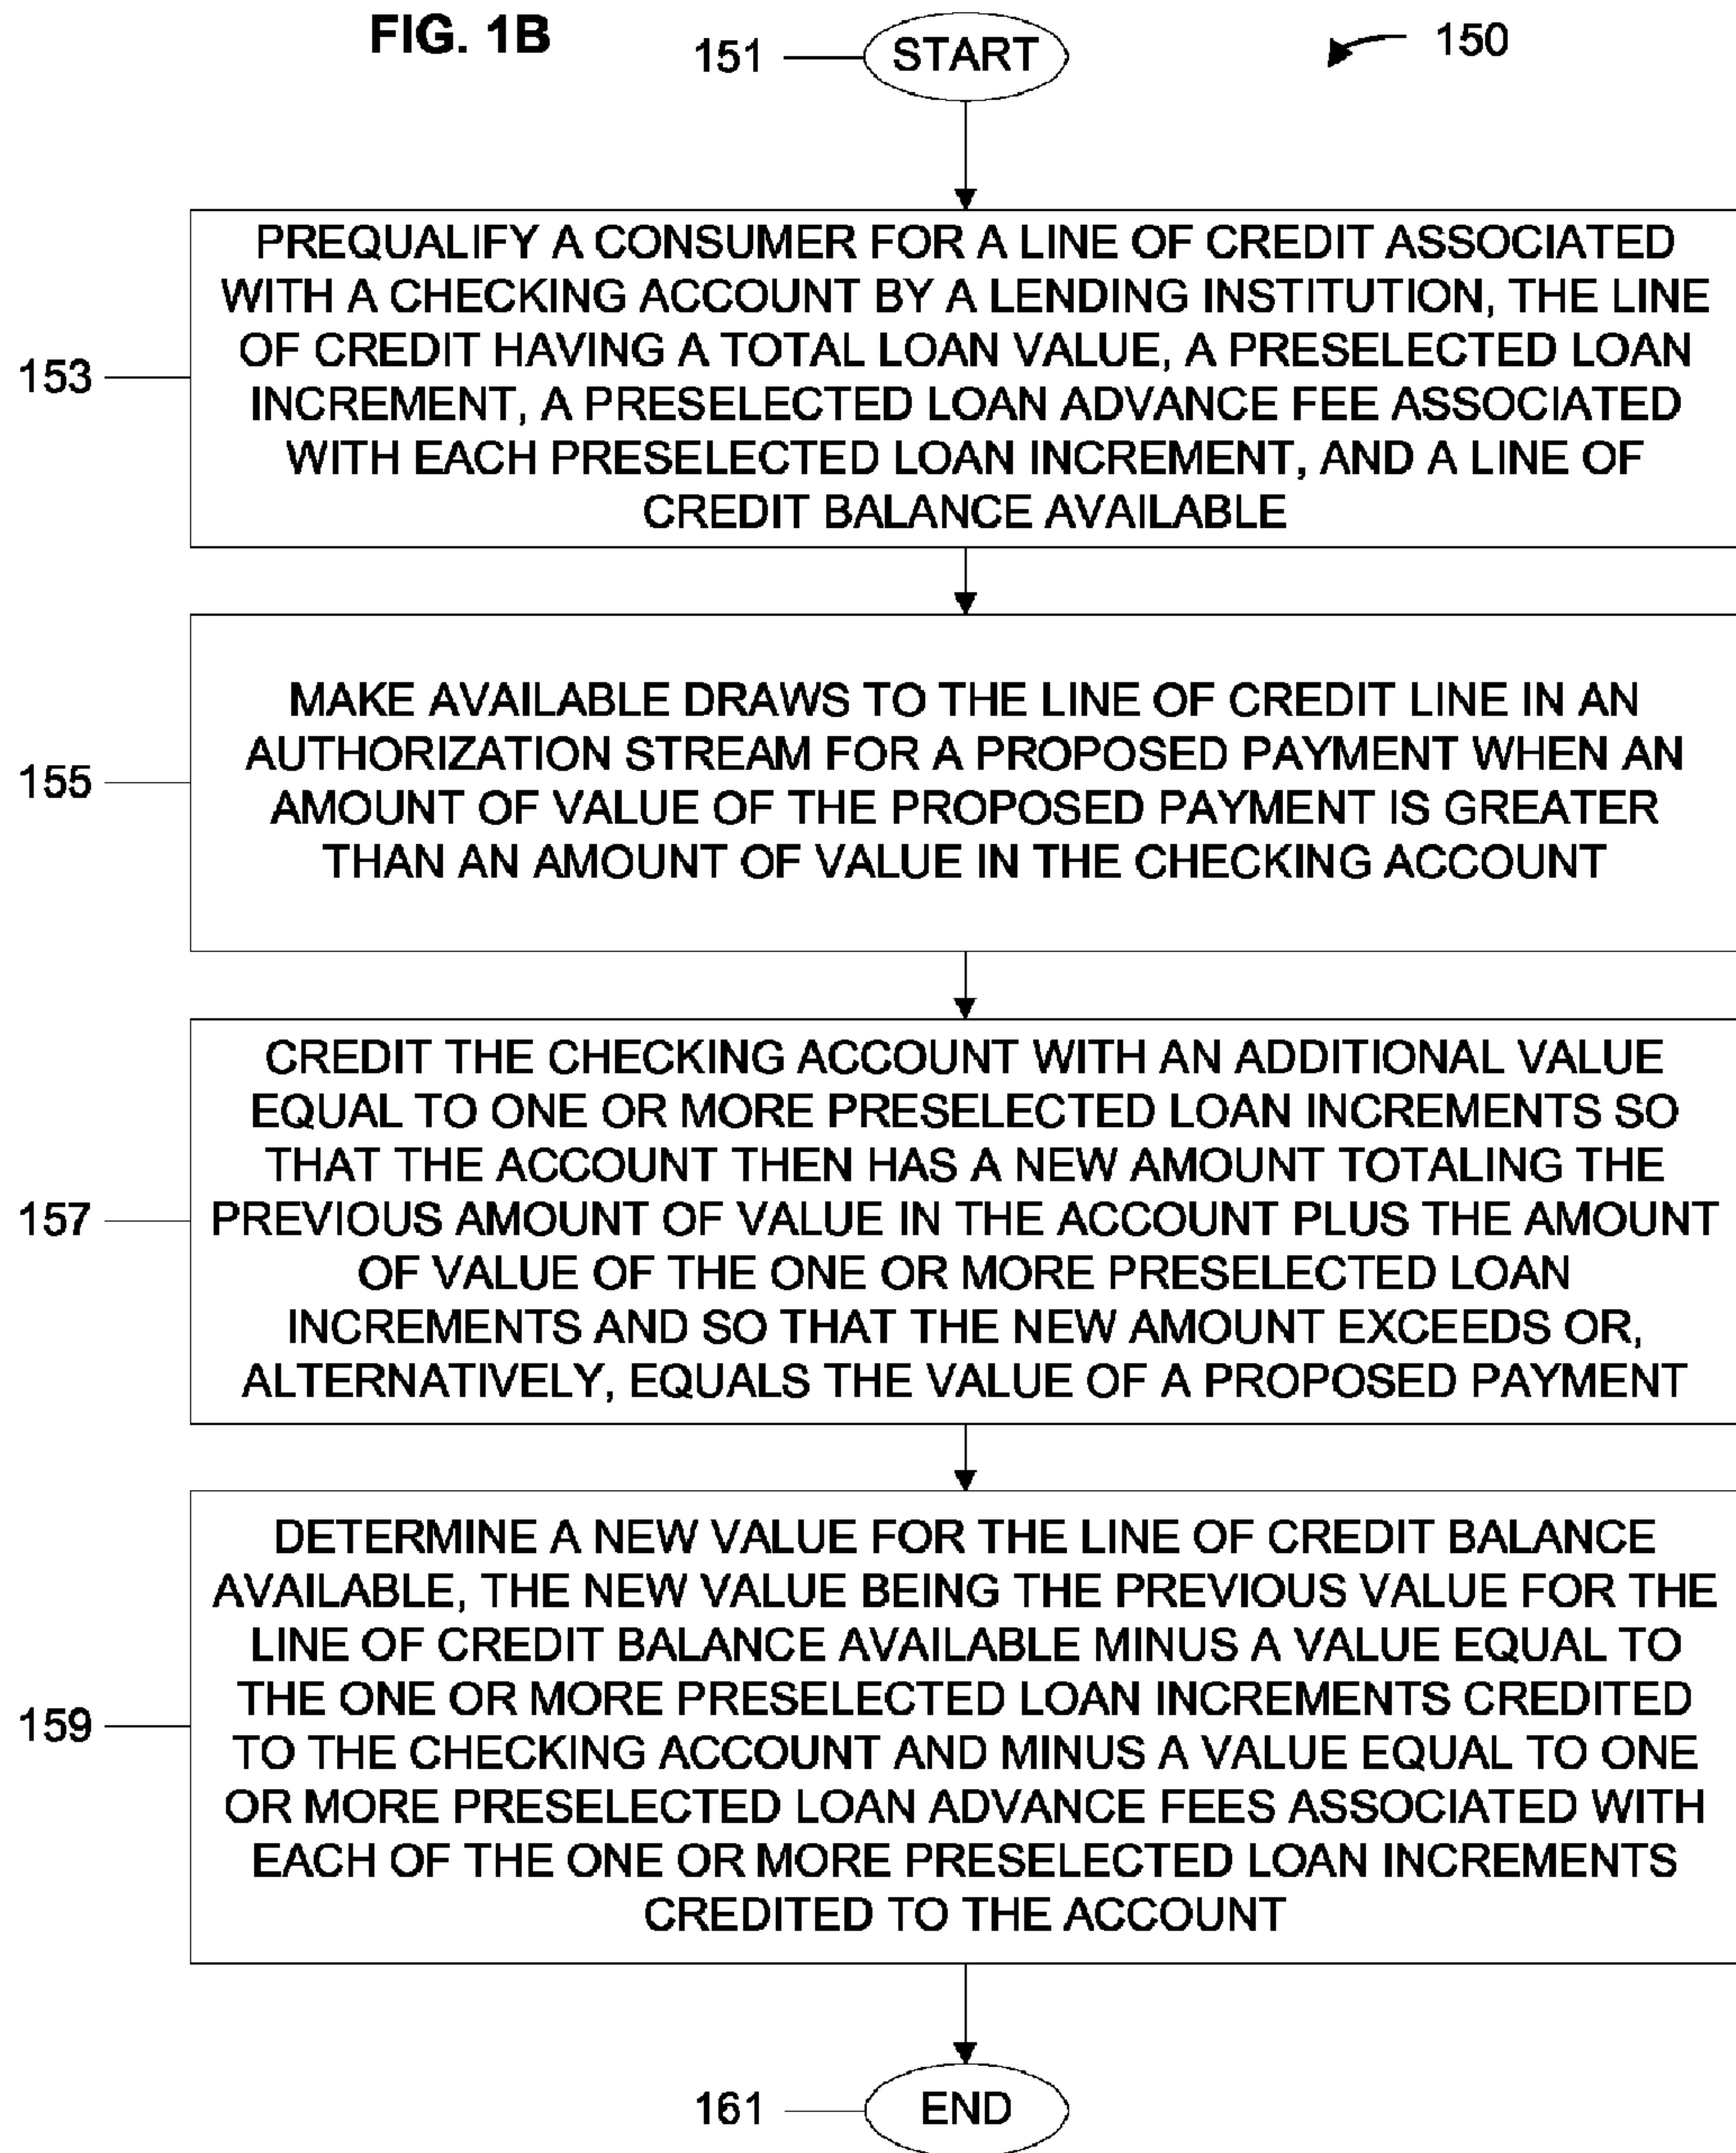 FIG. 1B
151
START
150
153
PREQUALIFY A CONSUMER FOR A LINE OF CREDIT ASSOCIATED
WITH A CHECKING ACCOUNT BY A LENDING INSTITUTION, THE LINE
OF CREDIT HAVING A TOTAL LOAN VALUE, A PRESELECTED LOAN
INCREMENT, A PRESELECTED LOAN ADVANCE FEE ASSOCIATED
WITH EACH PRESELECTED LOAN INCREMENT, AND A LINE OF
CREDIT BALANCE AVAILABLE
155
MAKE AVAILABLE DRAWS TO THE LINE OF CREDIT LINE IN AN
AUTHORIZATION STREAM FOR A PROPOSED PAYMENT WHEN AN
AMOUNT OF VALUE OF THE PROPOSED PAYMENT IS GREATER
THAN AN AMOUNT OF VALUE IN THE CHECKING ACCOUNT
157
CREDIT THE CHECKING ACCOUNT WITH AN ADDITIONAL VALUE
EQUAL TO ONE OR MORE PRESELECTED LOAN INCREMENTS SO
THAT THE ACCOUNT THEN HAS A NEW AMOUNT TOTALING THE
PREVIOUS AMOUNT OF VALUE IN THE ACCOUNT PLUS THE AMOUNT
OF VALUE OF THE ONE OR MORE PRESELECTED LOAN
INCREMENTS AND SO THAT THE NEW AMOUNT EXCEEDS OR,
ALTERNATIVELY, EQUALS THE VALUE OF A PROPOSED PAYMENT
159
DETERMINE A NEW VALUE FOR THE LINE OF CREDIT BALANCE
AVAILABLE, THE NEW VALUE BEING THE PREVIOUS VALUE FOR THE
LINE OF CREDIT BALANCE AVAILABLE MINUS A VALUE EQUAL TO
THE ONE OR MORE PRESELECTED LOAN INCREMENTS CREDITED
TO THE CHECKING ACCOUNT AND MINUS A VALUE EQUAL TO ONE
OR MORE PRESELECTED LOAN ADVANCE FEES ASSOCIATED WITH
EACH OF THE ONE OR MORE PRESELECTED LOAN INCREMENTS
CREDITED TO THE ACCOUNT
161
END